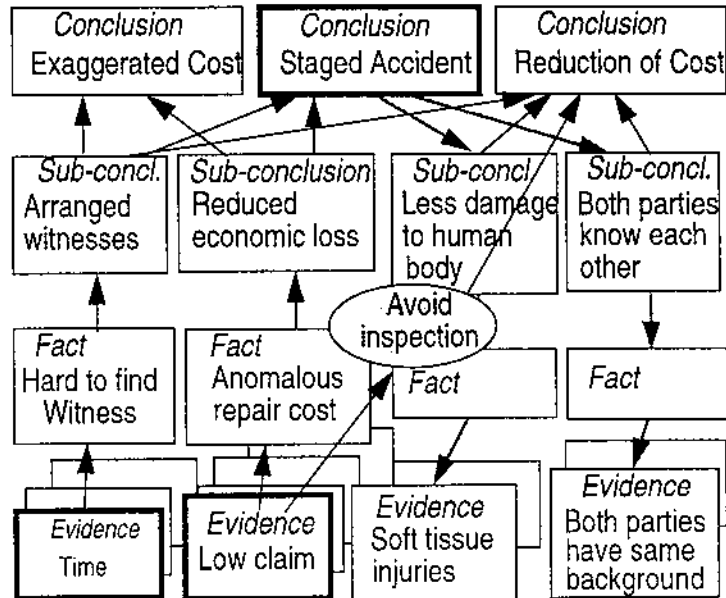 Conclusion
Exaggerated Cost
Conclusion
Staged Accident
Conclusion
Reduction of Cost
Sub-concl.
Arranged
witnesses
Sub-conclusion
Reduced
economic loss
Sub-concl.
Less damage
to human
body
Sub-concl.
Both parties
know each
other
Avoid
inspection
Fact
Hard to find
Witness
Fact
Anomalous
repair cost
Fact
Fact
Evidence
Time
Evidence
Low claim
Evidence
Soft tissue
injuries
Evidence
Both parties
have same
background